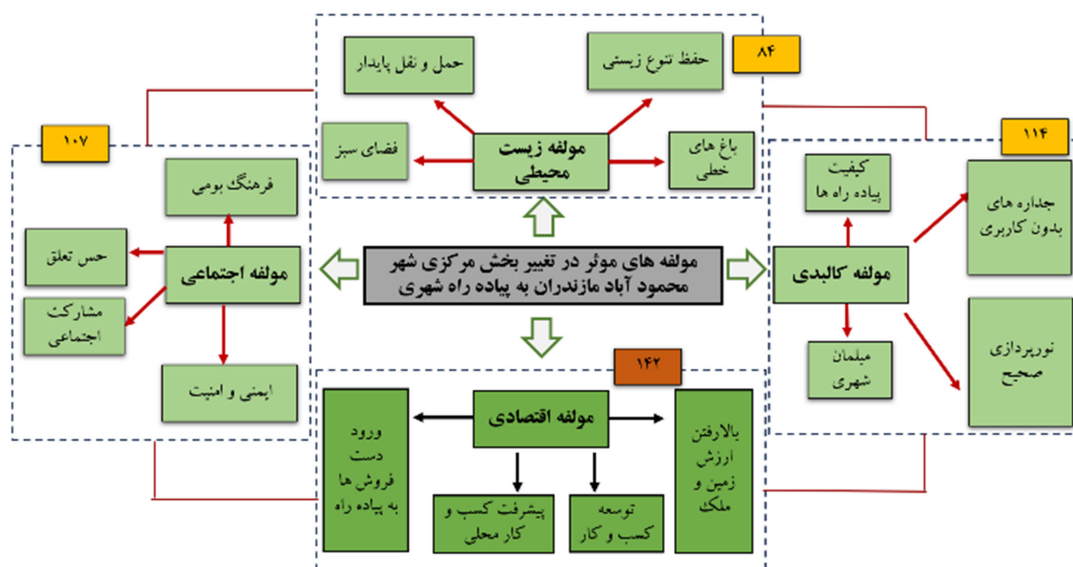 ۸۴
حفظ تنوع زیستی
حمل و نقل پایدار
مولفه زیست
محیطی
باغ های
خطی
فضای سبز
۱۱۴
کیفیت
پیاده راه ها
جداره های
بدون کاربری
مولفه کالبدی
مبلمان
شهری
نورپردازی
صحیح
مولفه های موثر در تغییر بخش مرکزی شهر
محمود آباد مازندران به پیاده راه شهری
۱۰۷
فرهنگ بومی
مولفه اجتماعی
حس تعلق
مشارکت
اجتماعی
ایمنی و امنیت
۱۴۲
مولفه اقتصادی
بالارفتن
ارزش
زمین و
ملک
توسعه
کسب و کار
پیشرفت کسب و
کار محلی
ورود
دست
فروش ها
به پیاده راه